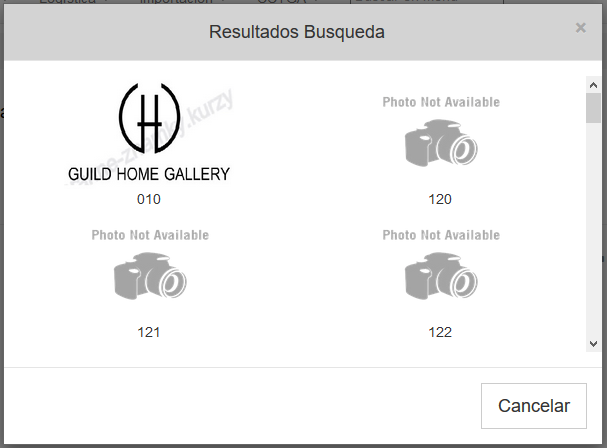 Resultados Busqueda
×
GUILD HOME GALLERY
010
Photo Not Available
120
Photo Not Available
121
Photo Not Available
122
Cancelar